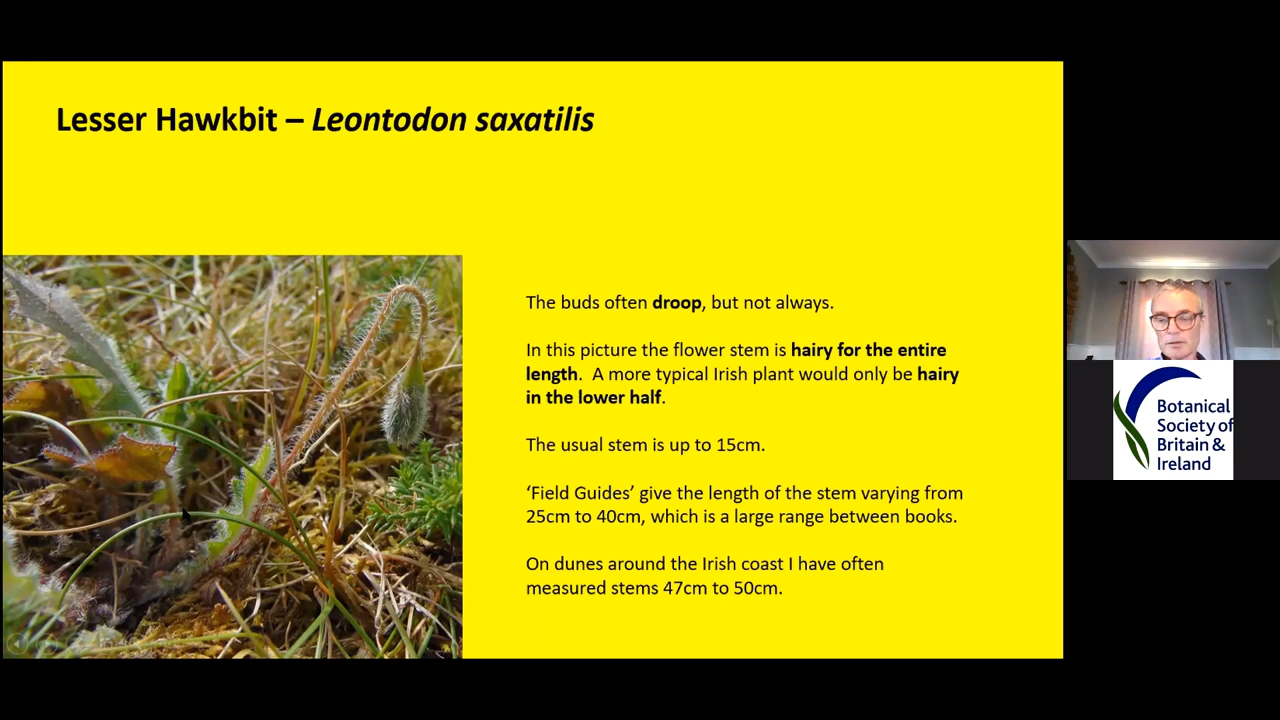 Lesser Hawkbit – Leontodon saxatilis
The buds often droop, but not always.
In this picture the flower stem is hairy for the entire
length. A more typical Irish plant would only be hairy
in the lower half.
The usual stem is up to 15cm.
‘Field Guides’ give the length of the stem varying from
25cm to 40cm, which is a large range between books.
On dunes around the Irish coast I have often
measured stems 47cm to 50cm.
Botanical
Society of
Britain &
Ireland